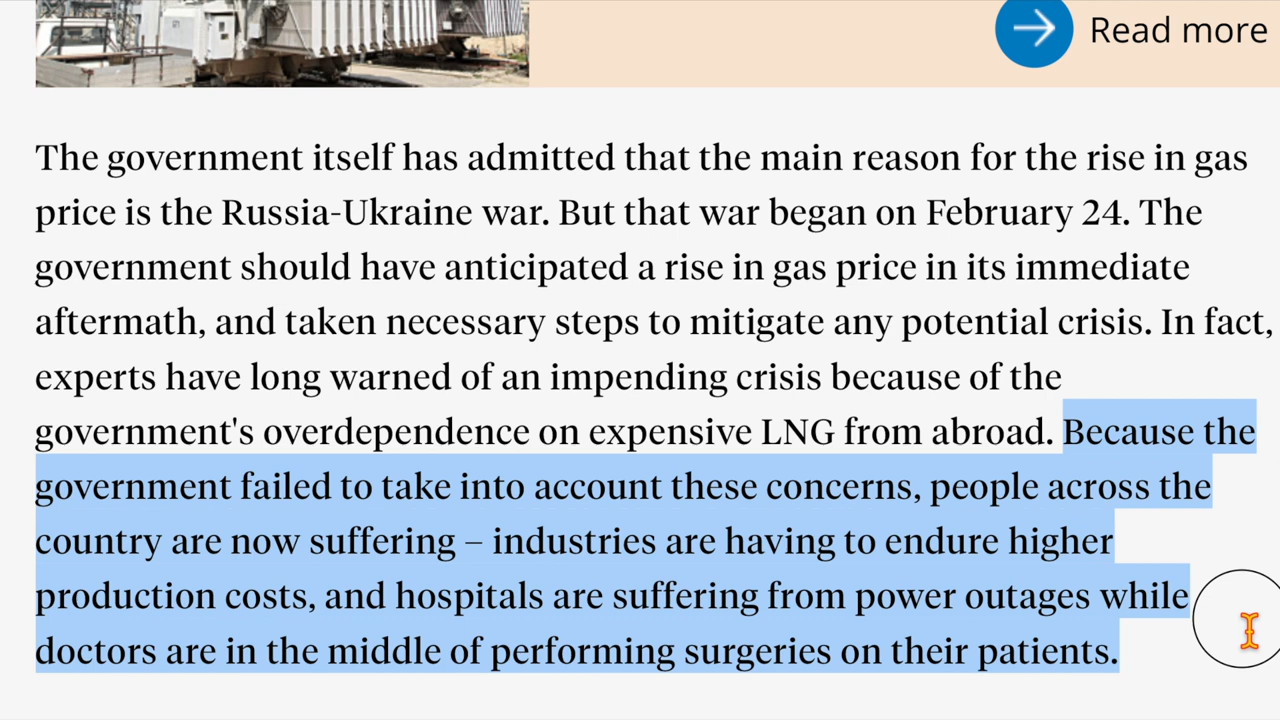 Read more
The government itself has admitted that the main reason for the rise in gas
price is the Russia-Ukraine war. But that war began on February 24. The
government should have anticipated a rise in gas price in its immediate
aftermath, and taken necessary steps to mitigate any potential crisis. In fact,
experts have long warned of an impending crisis because of the
government's overdependence on expensive LNG from abroad. Because the
government failed to take into account these concerns, people across the
country are now suffering – industries are having to endure higher
production costs, and hospitals are suffering from power outages while
doctors are in the middle of performing surgeries on their patients.